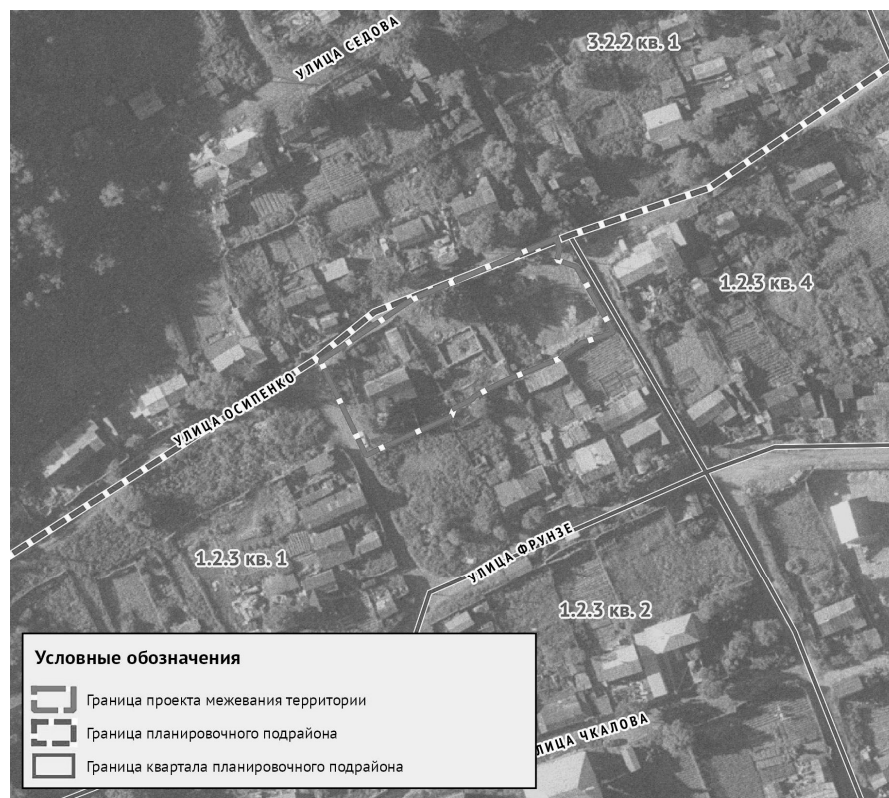 УЛИЦА СЕДОВА
3.2.2 кв. 1
1.2.3 кв. 4
УЛИЦА ОСИПЕНКО
УЛИЦА ФРУНЗЕ
1.2.3 кв. 1
1.2.3 кв. 2
ЛИЦА ЧКАЛОВА
Условные обозначения
Граница проекта межевания территории
Граница планировочного подрайона
Граница квартала планировочного подрайона